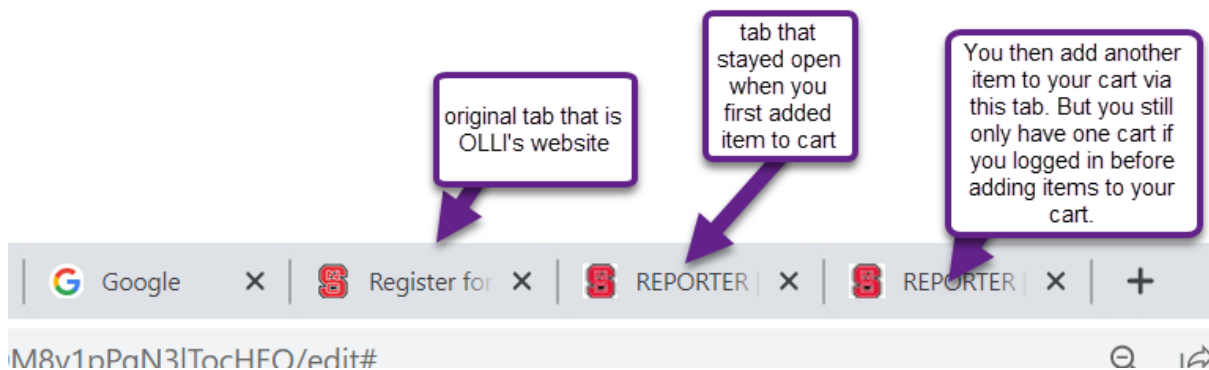 original tab that is
OLLI's website
tab that
stayed open
when you
first added
item to cart
You then add another
item to your cart via
this tab. But you still
only have one cart if
you logged in before
adding items to your
cart.
Google
Register for
REPORTER
REPORTER
M8v1pPgN3lTocHFQ/edit#